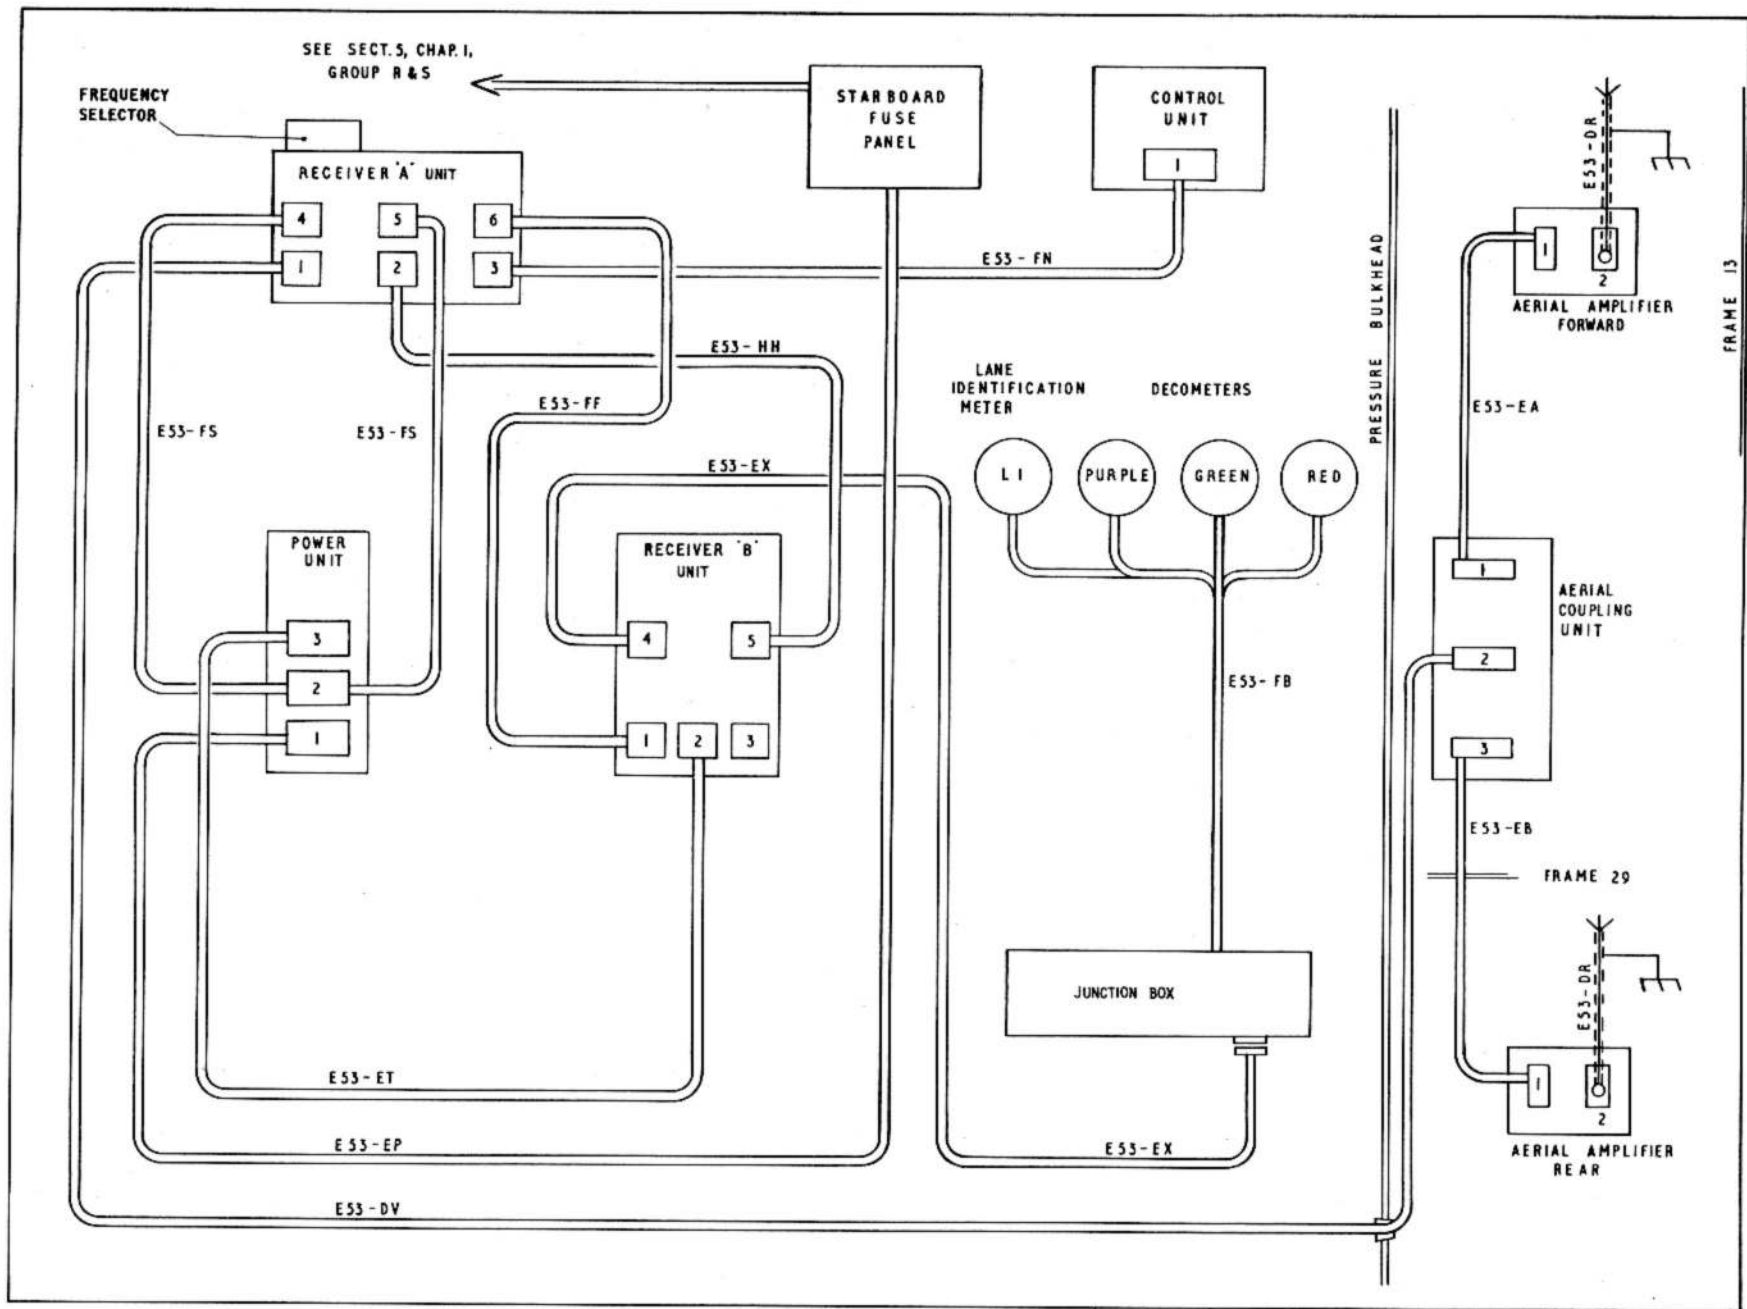 SEE SECT. 5, CHAP. 1,
GROUP R & S
FREQUENCY
SELECTOR
RECEIVER 'A' UNIT
4
5
6
1
2
3
STARBOARD
FUSE
PANEL
CONTROL
UNIT
1
E53-FN
E53-HH
E53-FF
E53-FS
E53-FS
E53-EX
POWER
UNIT
3
2
1
RECEIVER 'B'
UNIT
4
5
1
2
3
LANE
IDENTIFICATION
METER
DECOMETERS
LI
PURPLE
GREEN
RED
E53-FB
JUNCTION BOX
E53-ET
E53-EP
E53-EX
E53-DV
PRESSURE BULKHEAD
E53-DR
1
2
AERIAL AMPLIFIER
FORWARD
FRAME 13
E53-EA
1
2
3
AERIAL
COUPLING
UNIT
E53-EB
FRAME 29
E53-DR
1
2
AERIAL AMPLIFIER
REAR